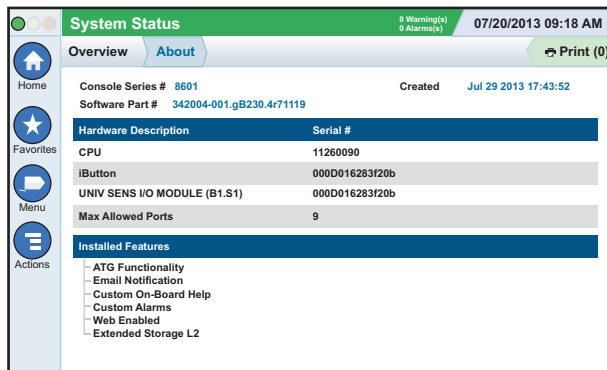 System Status
0 Warning(s)
0 Alarms(s)
07/20/2013 09:18 AM
Overview About Print (0)
Home
Favorites
Menu
Actions
Console Series # 8601 Created Jul 29 2013 17:43:52
Software Part # 342004-001.gB230.4r71119
Hardware Description Serial #
CPU 11260090
iButton 000D016283f20b
UNIV SENS I/O MODULE (B1.S1) 000D016283f20b
Max Allowed Ports 9
Installed Features
ATG Functionality
Email Notification
Custom On-Board Help
Custom Alarms
Web Enabled
Extended Storage L2